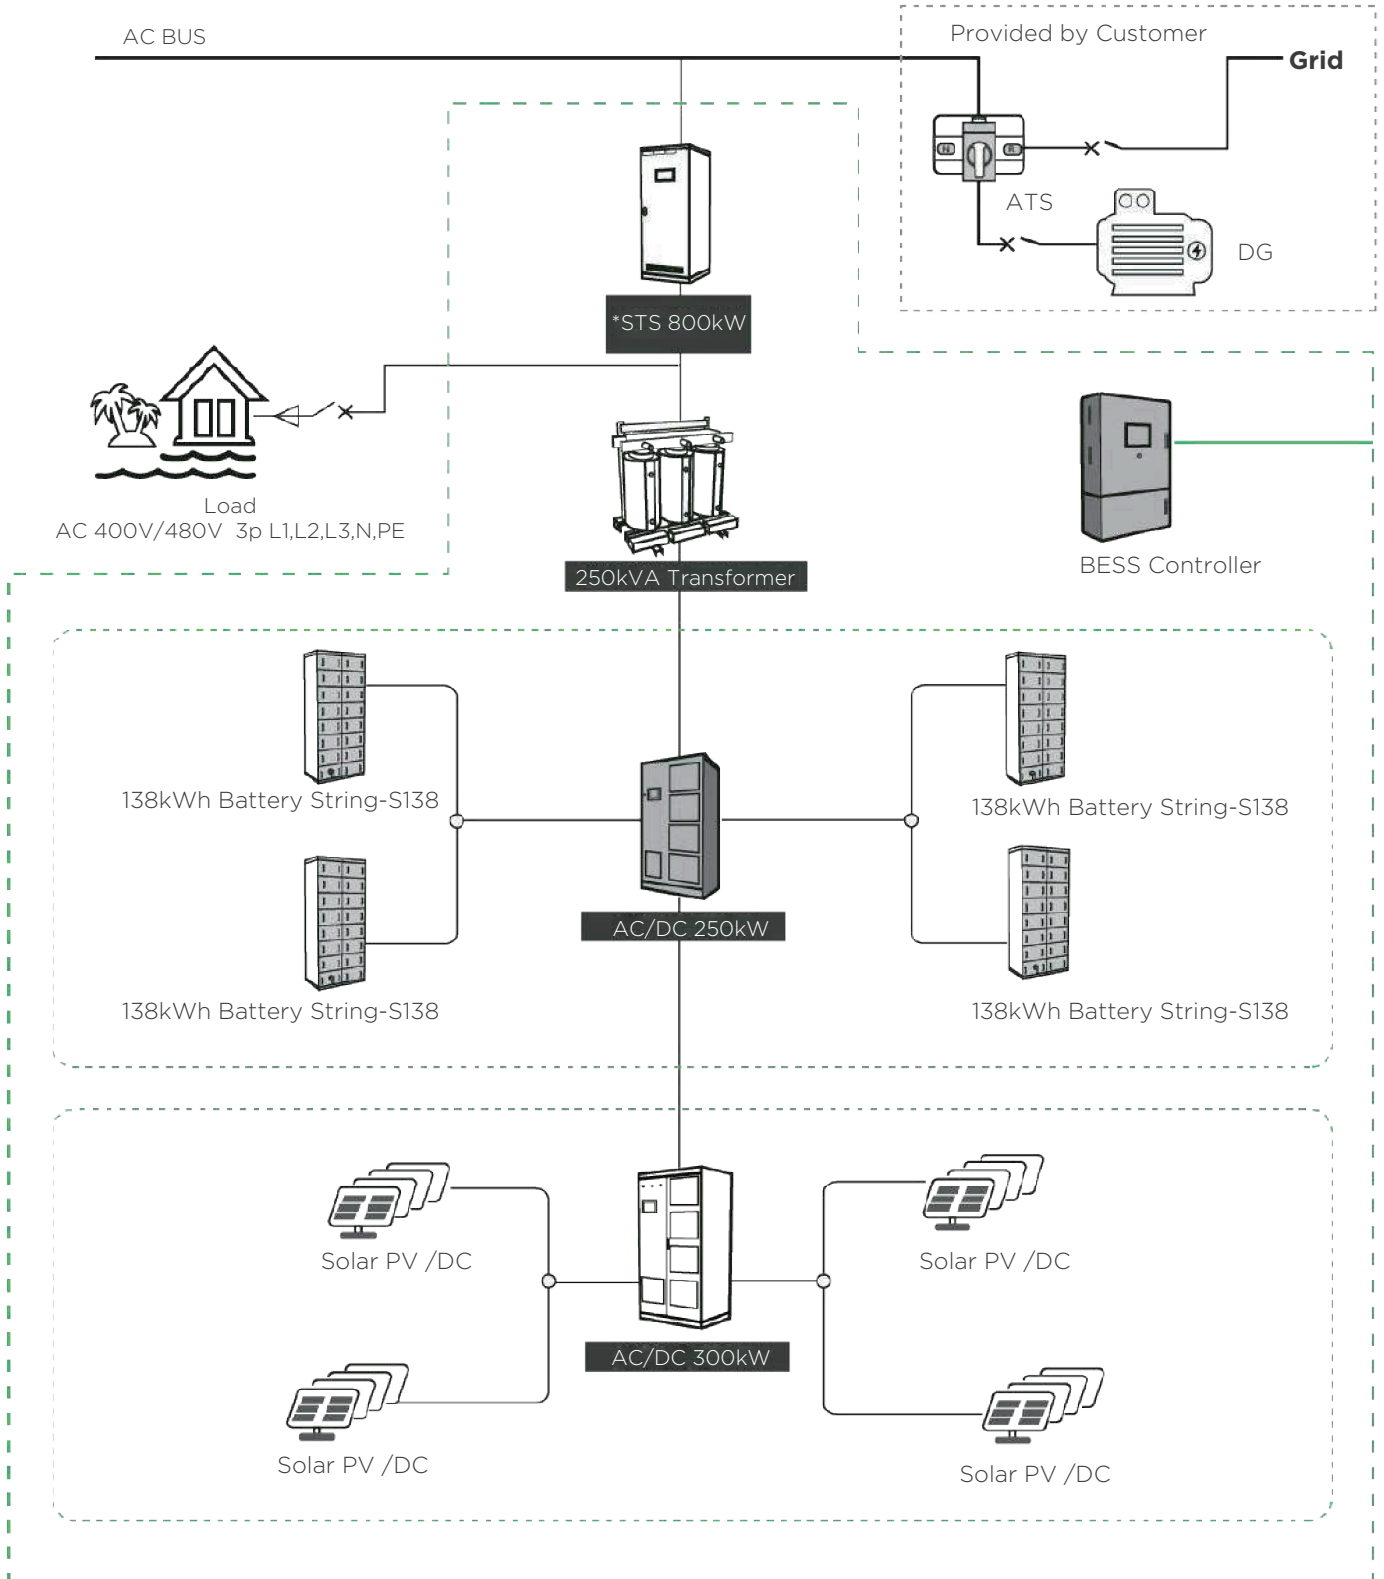 AC BUS
Provided by Customer
Grid
N
R
ATS
DG
*STS 800kW
Load
AC 400V/480V 3p L1,L2,L3,N,PE
250kVA Transformer
BESS Controller
138kWh Battery String-S138
138kWh Battery String-S138
AC/DC 250kW
138kWh Battery String-S138
138kWh Battery String-S138
Solar PV /DC
Solar PV /DC
AC/DC 300kW
Solar PV /DC
Solar PV /DC